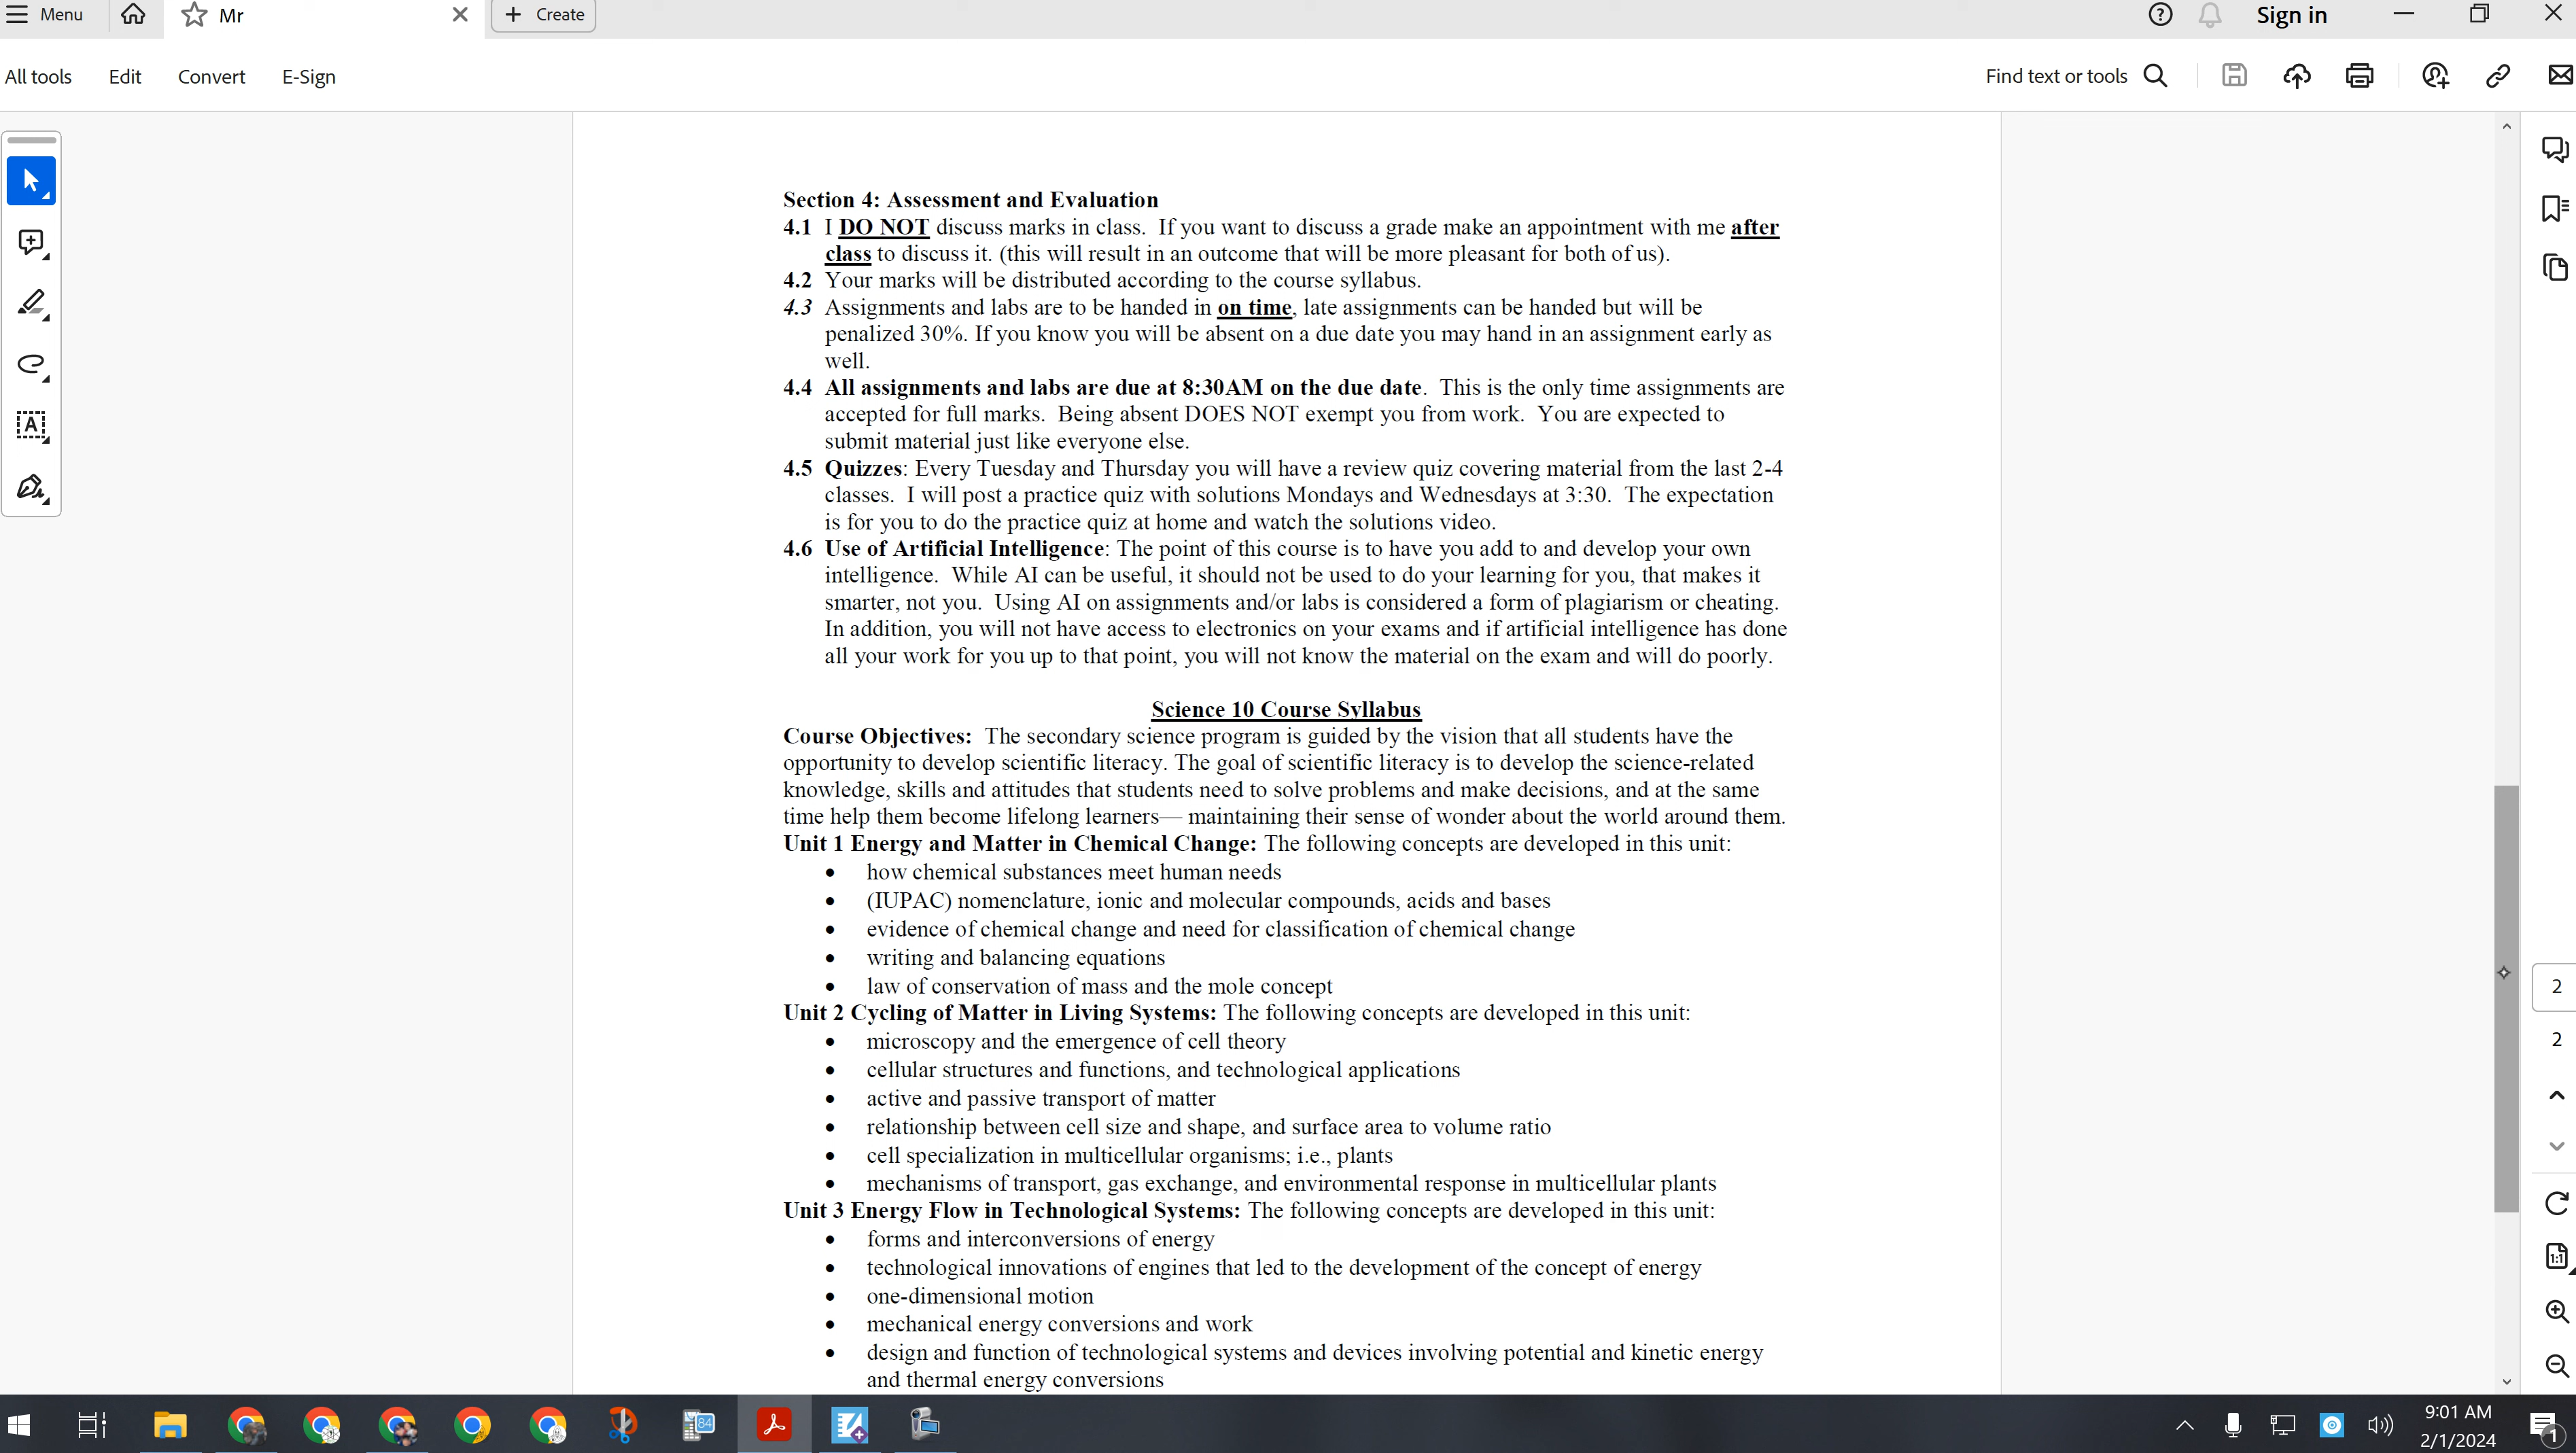 Menu
Mr
Create
Sign in
All tools
Edit
Convert
E-Sign
Find text or tools
Section 4: Assessment and Evaluation
4.1 I DO NOT discuss marks in class. If you want to discuss a grade make an appointment with me after
class to discuss it. (this will result in an outcome that will be more pleasant for both of us).
4.2 Your marks will be distributed according to the course syllabus.
4.3 Assignments and labs are to be handed in on time, late assignments can be handed but will be
penalized 30%. If you know you will be absent on a due date you may hand in an assignment early as
well.
4.4 All assignments and labs are due at 8:30AM on the due date. This is the only time assignments are
accepted for full marks. Being absent DOES NOT exempt you from work. You are expected to
submit material just like everyone else.
4.5 Quizzes: Every Tuesday and Thursday you will have a review quiz covering material from the last 2-4
classes. I will post a practice quiz with solutions Mondays and Wednesdays at 3:30. The expectation
is for you to do the practice quiz at home and watch the solutions video.
4.6 Use of Artificial Intelligence: The point of this course is to have you add to and develop your own
intelligence. While AI can be useful, it should not be used to do your learning for you, that makes it
smarter, not you. Using AI on assignments and/or labs is considered a form of plagiarism or cheating.
In addition, you will not have access to electronics on your exams and if artificial intelligence has done
all your work for you up to that point, you will not know the material on the exam and will do poorly.
Science 10 Course Syllabus
Course Objectives: The secondary science program is guided by the vision that all students have the
opportunity to develop scientific literacy. The goal of scientific literacy is to develop the science-related
knowledge, skills and attitudes that students need to solve problems and make decisions, and at the same
time help them become lifelong learners— maintaining their sense of wonder about the world around them.
Unit 1 Energy and Matter in Chemical Change: The following concepts are developed in this unit:
• how chemical substances meet human needs
• (IUPAC) nomenclature, ionic and molecular compounds, acids and bases
• evidence of chemical change and need for classification of chemical change
• writing and balancing equations
• law of conservation of mass and the mole concept
Unit 2 Cycling of Matter in Living Systems: The following concepts are developed in this unit:
• microscopy and the emergence of cell theory
• cellular structures and functions, and technological applications
• active and passive transport of matter
• relationship between cell size and shape, and surface area to volume ratio
• cell specialization in multicellular organisms; i.e., plants
• mechanisms of transport, gas exchange, and environmental response in multicellular plants
Unit 3 Energy Flow in Technological Systems: The following concepts are developed in this unit:
• forms and interconversions of energy
• technological innovations of engines that led to the development of the concept of energy
• one-dimensional motion
• mechanical energy conversions and work
• design and function of technological systems and devices involving potential and kinetic energy
and thermal energy conversions
2
2
1:1
84
9:01 AM
2/1/2024
1